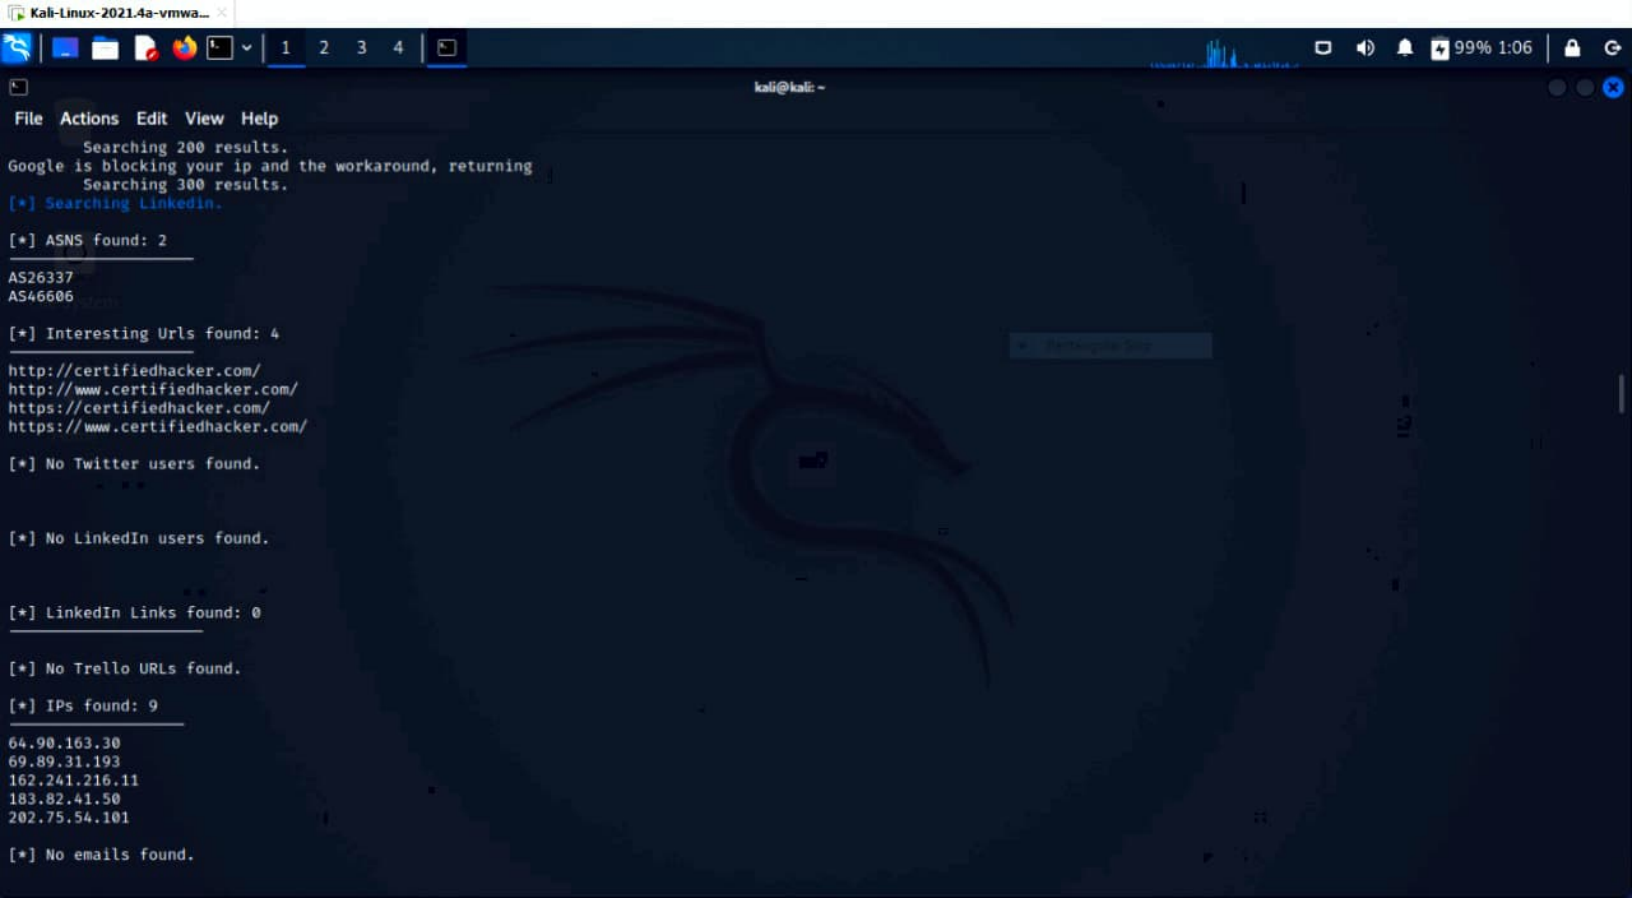 Kali-Linux-2021.4a-vmwa...
1 2 3 4
99% 1:06
kali@kali: ~
File Actions Edit View Help
Searching 200 results.
Google is blocking your ip and the workaround, returning
Searching 300 results.
[*] Searching Linkedin.
[*] ASNS found: 2
AS26337
AS46606
[*] Interesting Urls found: 4
http://certifiedhacker.com/
http://www.certifiedhacker.com/
https://certifiedhacker.com/
https://www.certifiedhacker.com/
[*] No Twitter users found.
[*] No LinkedIn users found.
[*] LinkedIn Links found: 0
[*] No Trello URLs found.
[*] IPs found: 9
64.90.163.30
69.89.31.193
162.241.216.11
183.82.41.50
202.75.54.101
[*] No emails found.